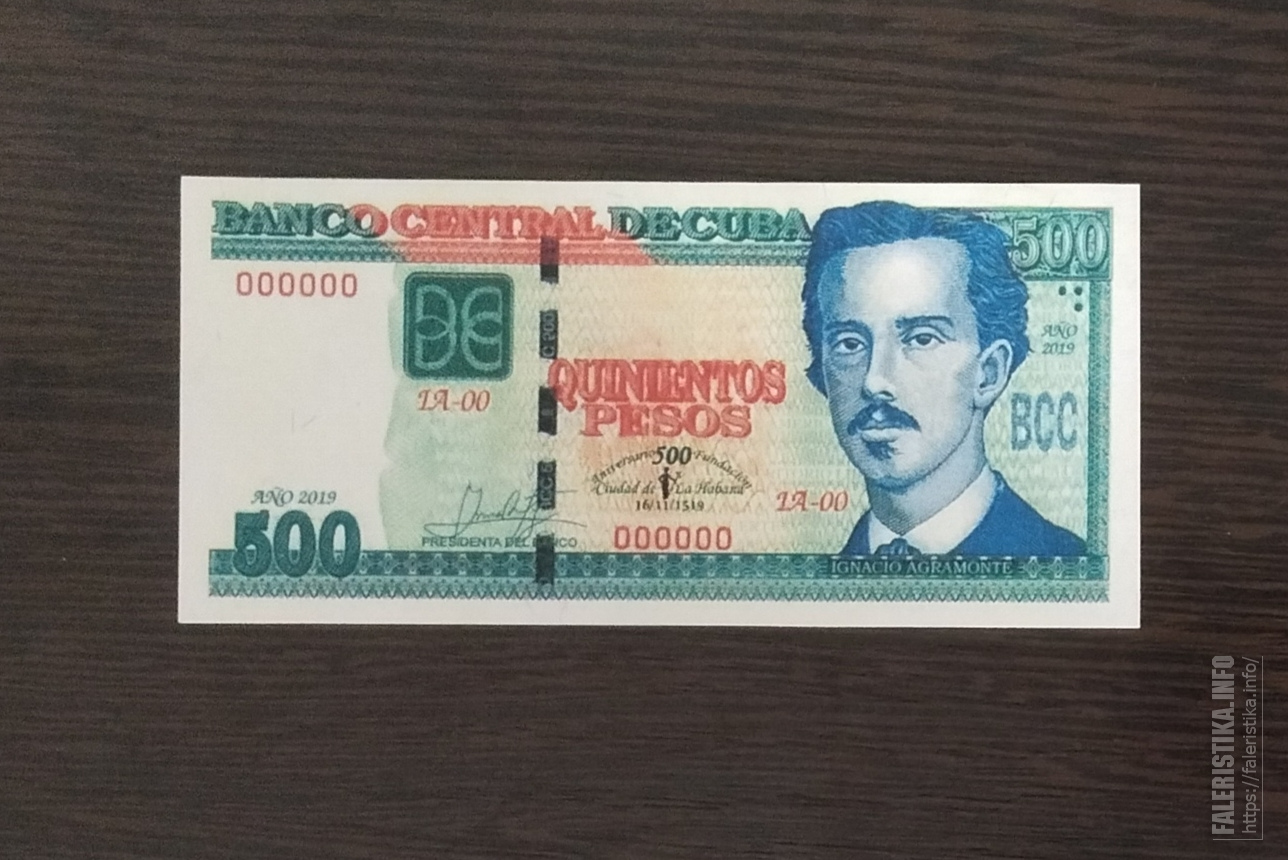 BANCO CENTRAL DE CUBA
500
000000
AÑO
2019
QUINIENTOS
PESOS
IA-00
BCC
Aniversario 500 Fundación
Ciudad de La Habana
16/11/1519
IA-00
AÑO 2019
500
000000
PRESIDENTA DEL BANCO
IGNACIO AGRAMONTE
FALERISTIKA.INFO
https://faleristika.info/